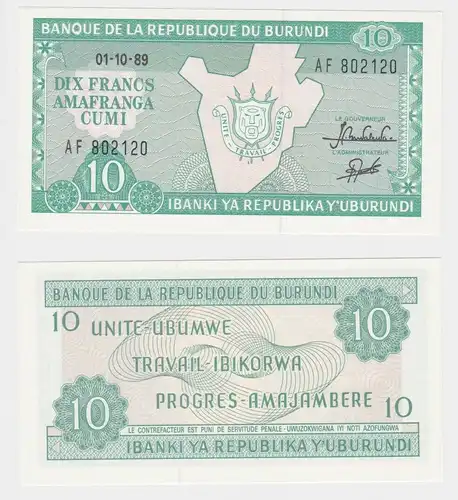 BANQUE DE LA REPUBLIQUE DU BURUNDI
10
01-10-89
AF 802120
DIX FRANCS
AMAFRANGA
CUMI
UNITE - TRAVAIL - PROGRES
LE GOUVERNEUR
L'ADMINISTRATEUR
AF 802120
10
IBANKI YA REPUBLIKA Y'UBURUNDI
BANQUE DE LA REPUBLIQUE DU BURUNDI
10
UNITE-UBUMWE
10
TRAVAIL-IBIKORWA
10
PROGRES-AMAJAMBERE
10
LE CONTREFACTEUR EST PUNI DE SERVITUDE PENALE - UWUZOKWIGANA IYI NOTI AZOFUNGWA
IBANKI YA REPUBLIKA Y'UBURUNDI